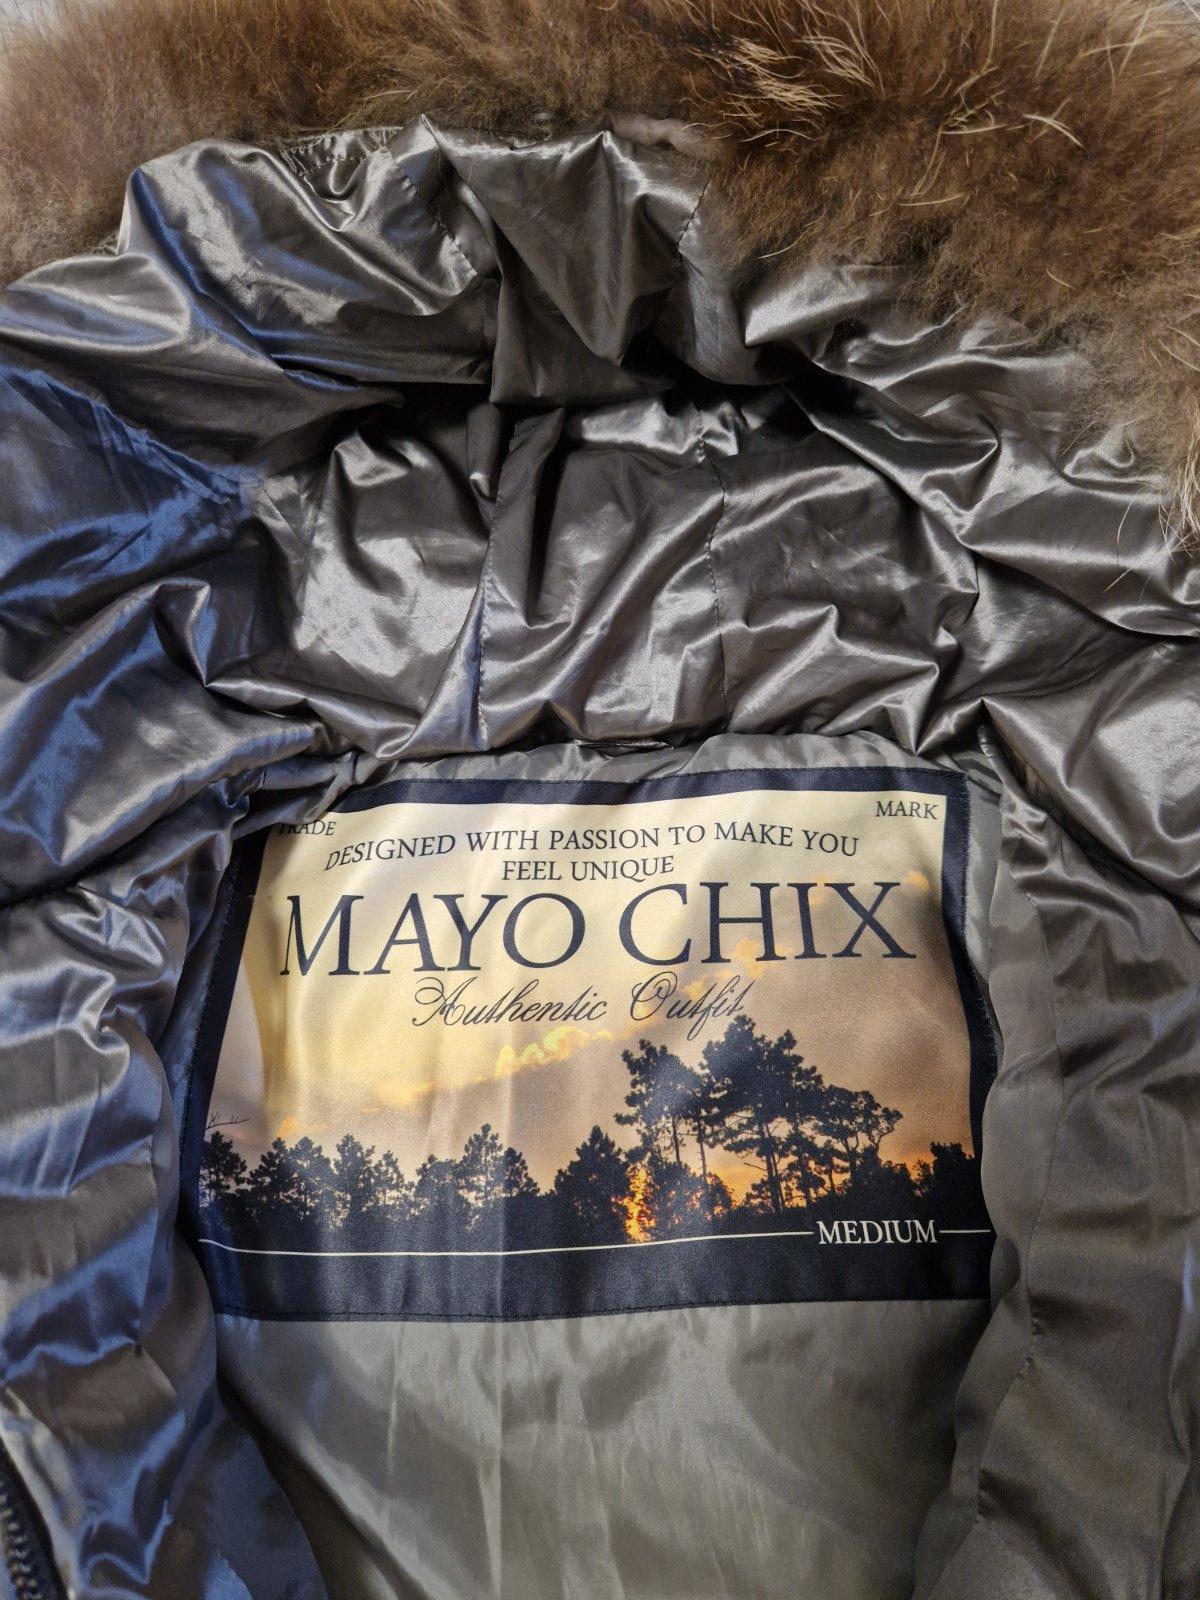 TRADE MARK
DESIGNED WITH PASSION TO MAKE YOU
FEEL UNIQUE
MAYO CHIX
Authentic Outfit
MEDIUM